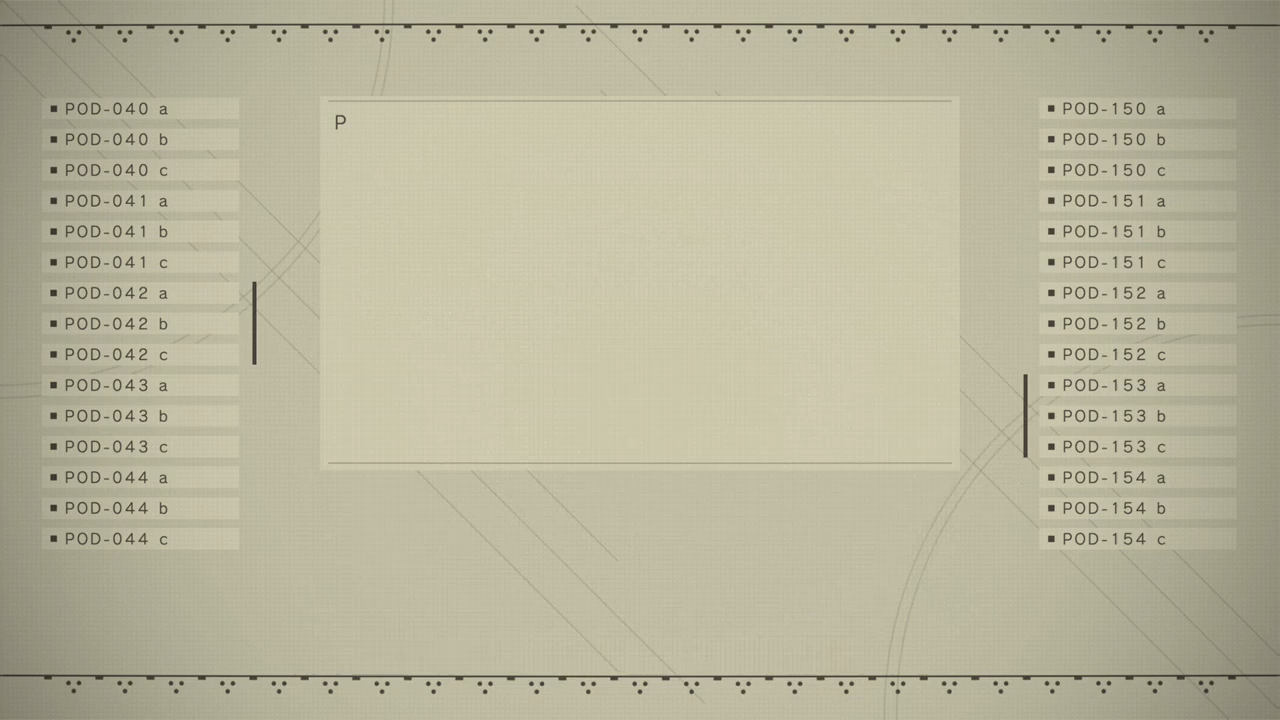 POD-040 a
POD-040 b
POD-040 c
POD-041 a
POD-041 b
POD-041 c
POD-042 a
POD-042 b
POD-042 c
POD-043 a
POD-043 b
POD-043 c
POD-044 a
POD-044 b
POD-044 c
P
POD-150 a
POD-150 b
POD-150 c
POD-151 a
POD-151 b
POD-151 c
POD-152 a
POD-152 b
POD-152 c
POD-153 a
POD-153 b
POD-153 c
POD-154 a
POD-154 b
POD-154 c